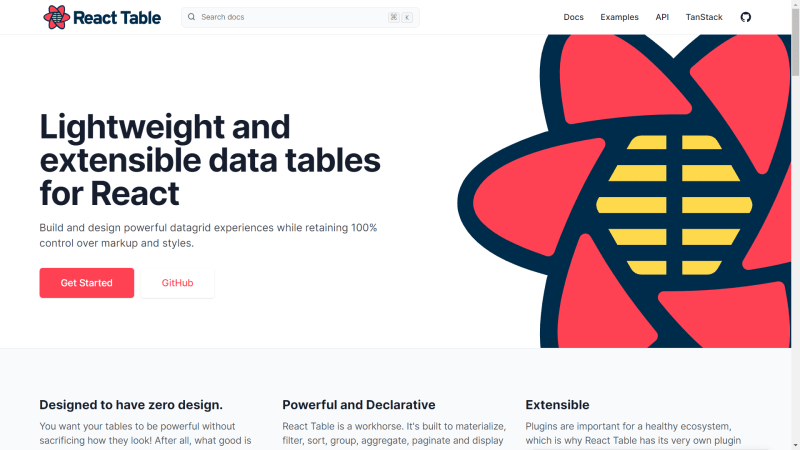 React Table
Search docs
⌘ K
Docs
Examples
API
TanStack
Lightweight and
extensible data tables
for React
Build and design powerful datagrid experiences while retaining 100%
control over markup and styles.
Get Started
GitHub
Designed to have zero design.
You want your tables to be powerful without
sacrificing how they look! After all, what good is
Powerful and Declarative
React Table is a workhorse. It's built to materialize,
filter, sort, group, aggregate, paginate and display
Extensible
Plugins are important for a healthy ecosystem,
which is why React Table has its very own plugin